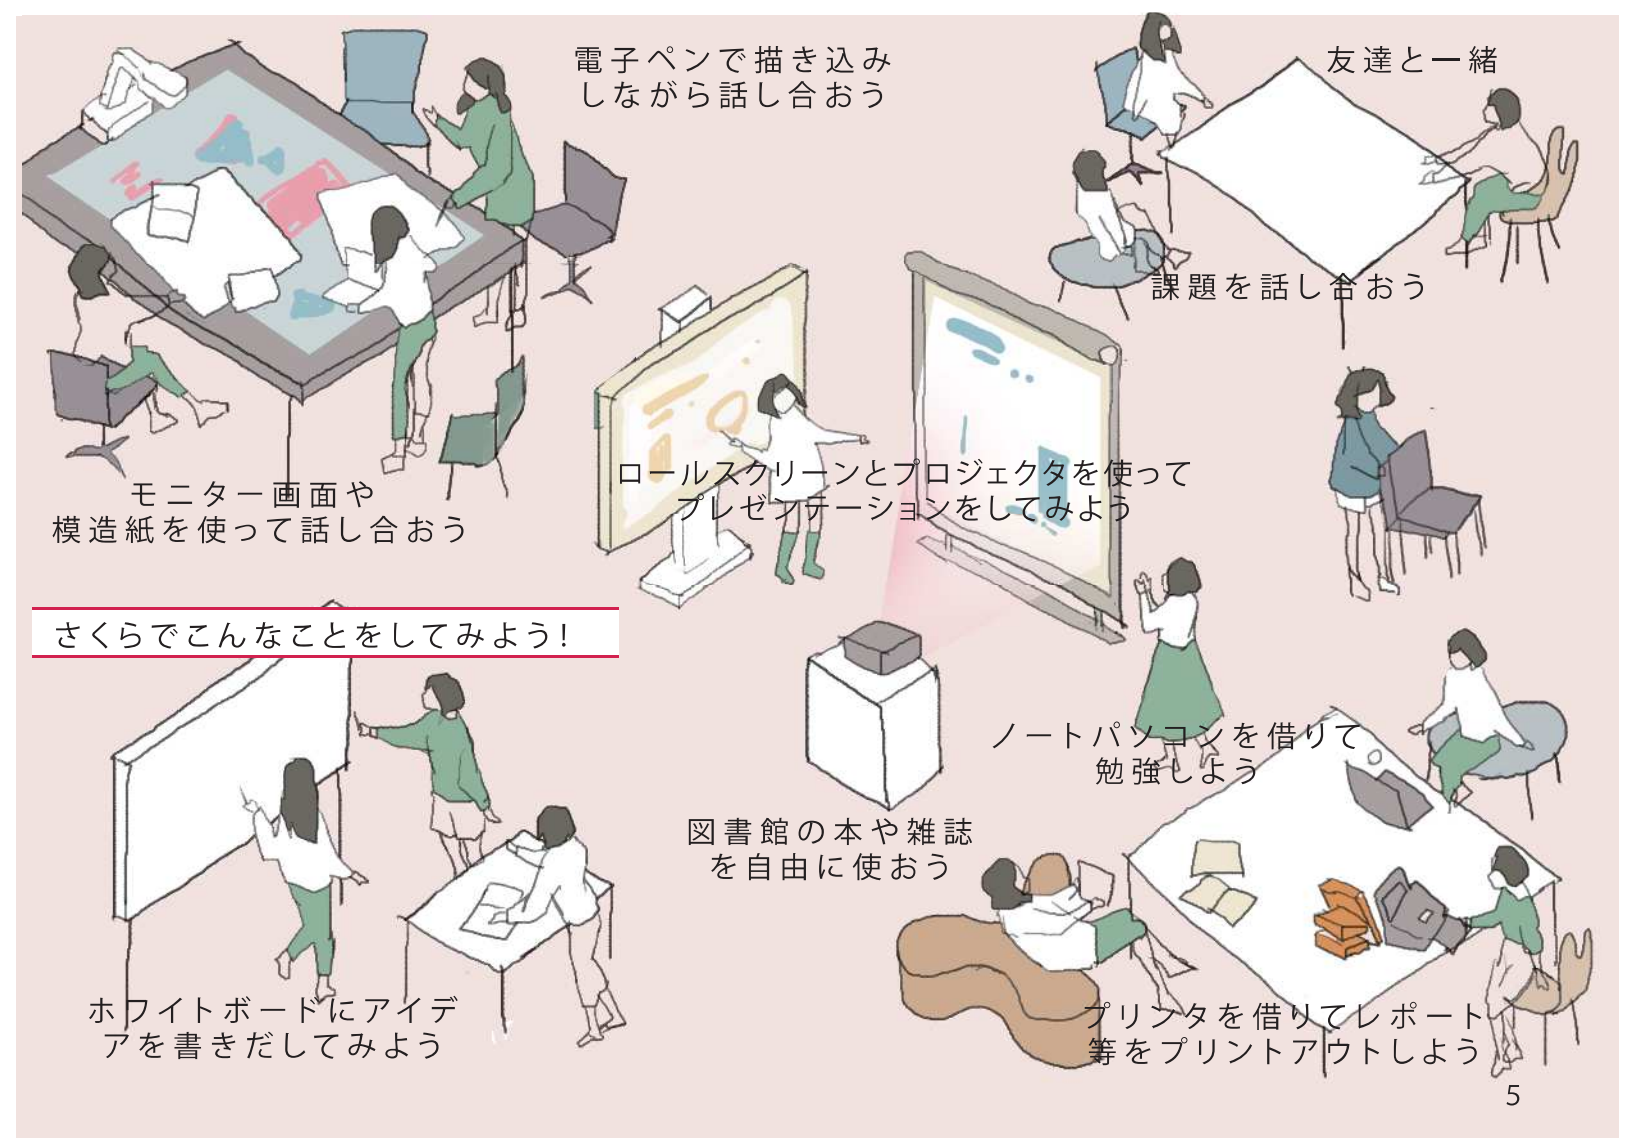 電子ペンで描き込み
しながら話し合おう
友達と一緒
課題を話し合おう
モニター画面や
模造紙を使って話し合おう
ロールスクリーンとプロジェクタを使って
プレゼンテーションをしてみよう
さくらでこんなことをしてみよう!
ノートパソコンを借りて
勉強しよう
図書館の本や雑誌
を自由に使おう
ホワイトボードにアイデ
アを書きだしてみよう
プリンタを借りてレポート
等をプリントアウトしよう
5